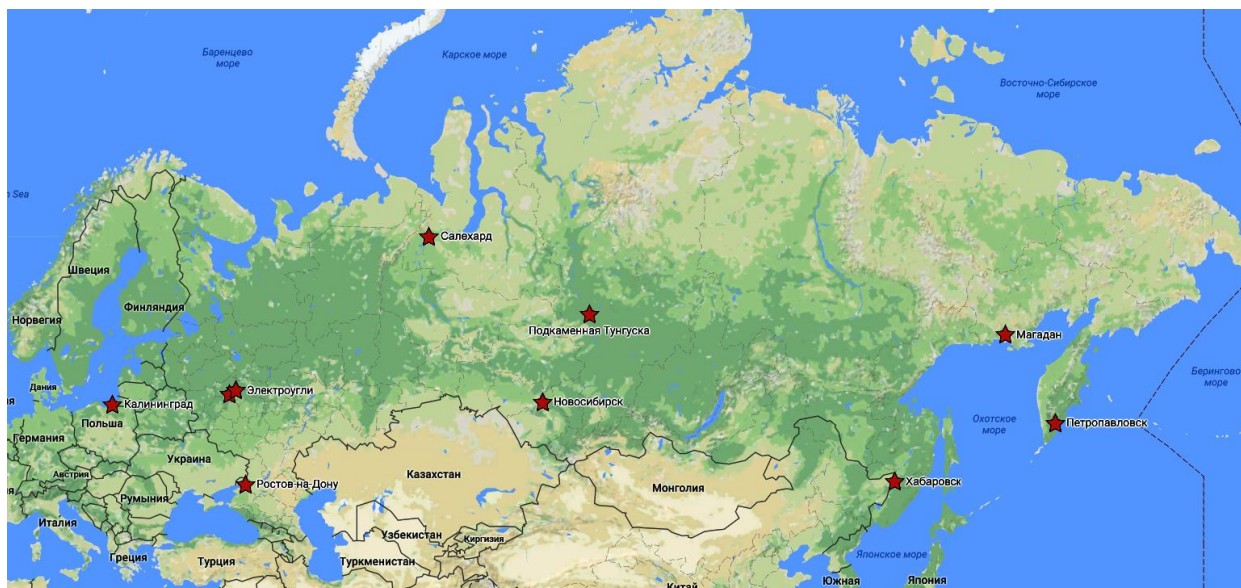 Баренцево
море
Карское море
Восточно-Сибирское
море
Sea
Салехард
Швеция
Финляндия
Норвегия
Подкаменная Тунгуска
Магадан
Дания
Берингово
море
Электроугли
Калининград
Новосибирск
Польша
Охотское
море
Петропавловск
Германия
Украина
Австрия
Казахстан
Ростов-на-Дону
Хабаровск
Монголия
Румыния
Италия
Узбекистан
Киргизия
Греция
Турция
Туркменистан
Японское море
Китай
Южная
Япония